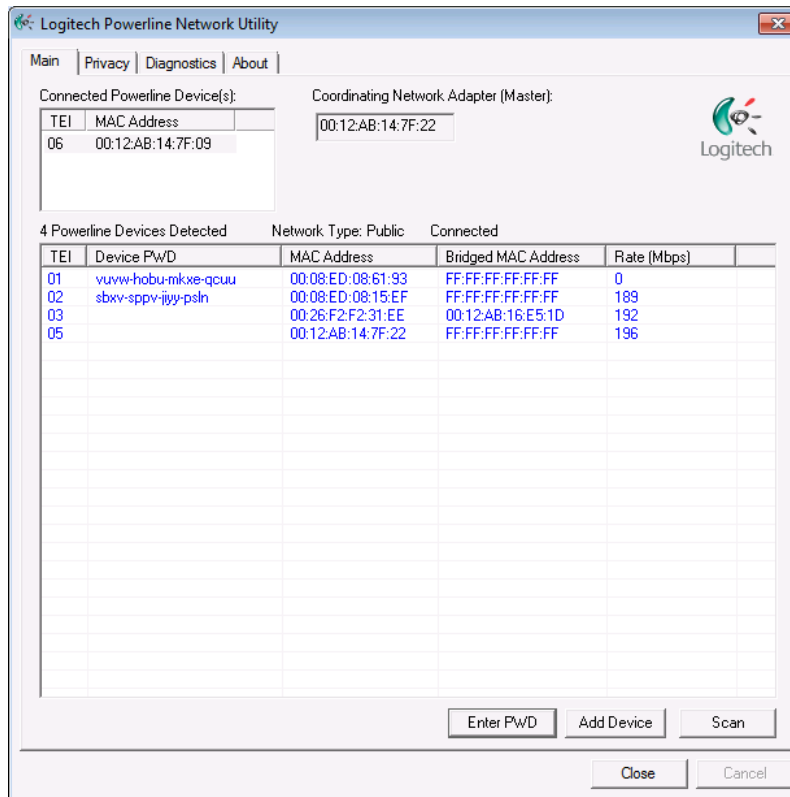 Logitech Powerline Network Utility
Main Privacy Diagnostics About
Connected Powerline Device(s): Coordinating Network Adapter (Master):
TEI MAC Address
00:12:AB:14:7F:22
06 00:12:AB:14:7F:09
Logitech
4 Powerline Devices Detected Network Type: Public Connected
TEI Device PWD MAC Address Bridged MAC Address Rate (Mbps)
01 vuvw-hobu-mkxe-qcuu 00:08:ED:08:61:93 FF:FF:FF:FF:FF:FF 0
02 sbxv-sppv-jiyy-psln 00:08:ED:08:15:EF FF:FF:FF:FF:FF:FF 189
03 00:26:F2:F2:31:EE 00:12:AB:16:E5:1D 192
05 00:12:AB:14:7F:22 FF:FF:FF:FF:FF:FF 196
Enter PWD Add Device Scan
Close Cancel